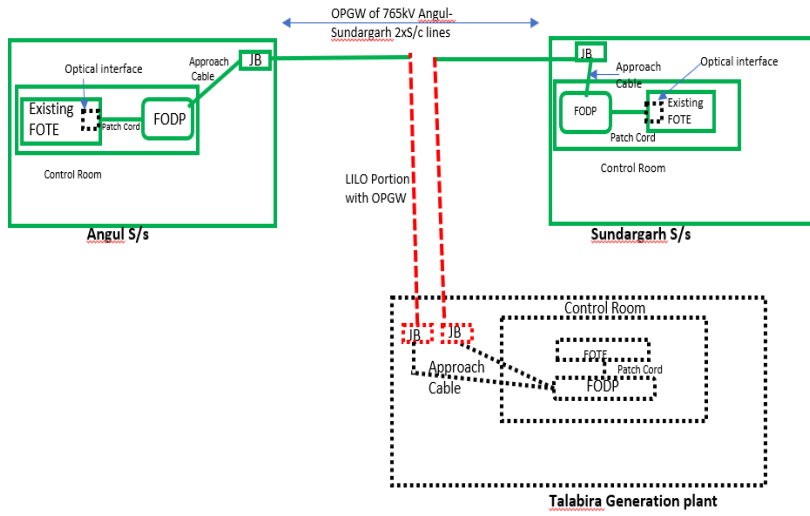 OPGW of 765kV Angul-
Sundargarh 2xS/c lines
Approach
Cable
JB
Optical interface
Existing
FOTE
FODP
Patch Cord
Control Room
Angul S/s
JB
Approach
Cable
Optical interface
FODP
Existing
FOTE
Patch Cord
Control Room
Sundargarh S/s
LILO Portion
with OPGW
Control Room
JB
JB
Approach
Cable
FOTE
Patch Cord
FODP
Talabira Generation plant